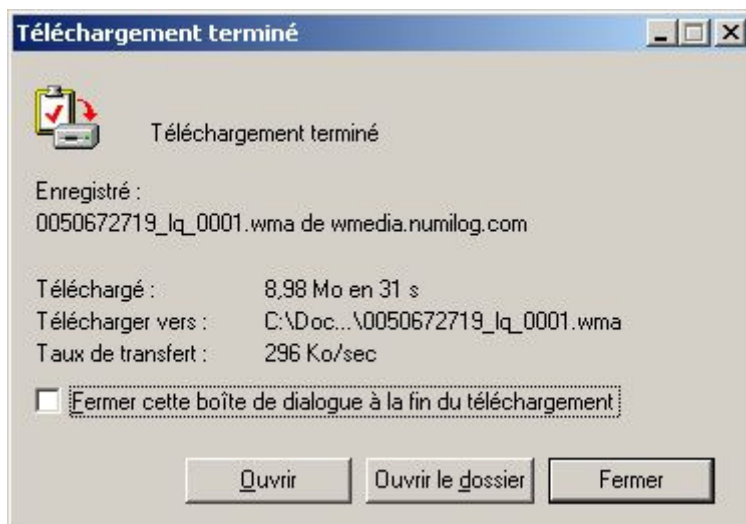 Téléchargement terminé
Téléchargement terminé
Enregistré :
0050672719_lq_0001.wma de wmedia.numilog.com
Téléchargé : 8,98 Mo en 31 s
Télécharger vers : C:\Doc...\0050672719_lq_0001.wma
Taux de transfert : 296 Ko/sec
Fermer cette boîte de dialogue à la fin du téléchargement
Ouvrir Ouvrir le dossier Fermer